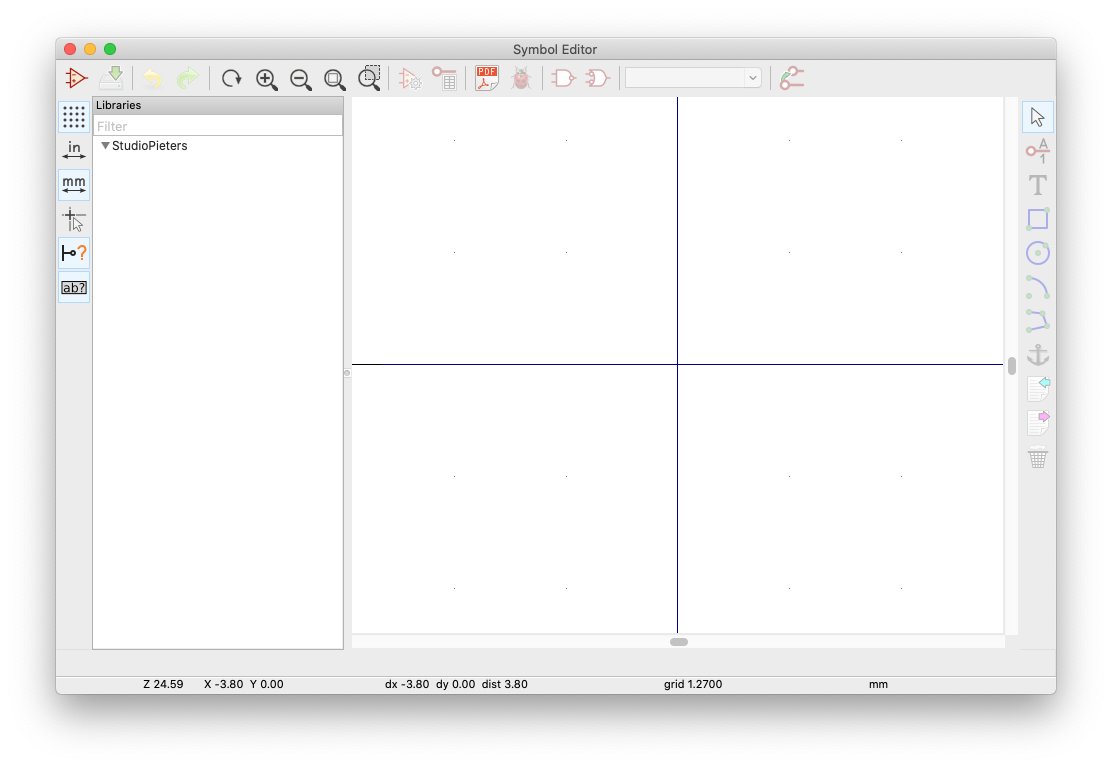 Symbol Editor
PDF
Libraries
Filter
StudioPieters
in
mm
?
ab?
A
1
T
Z 24.59 X -3.80 Y 0.00 dx -3.80 dy 0.00 dist 3.80 grid 1.2700 mm